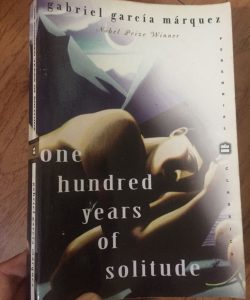 gabriel garcía márquez
Nobel Prize Winner
one
hundred
years
of
solitude